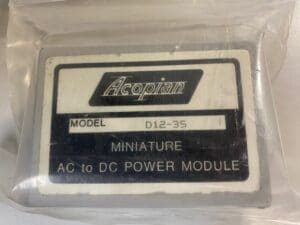 Acopian
MODEL D12-35
MINIATURE
AC to DC POWER MODULE